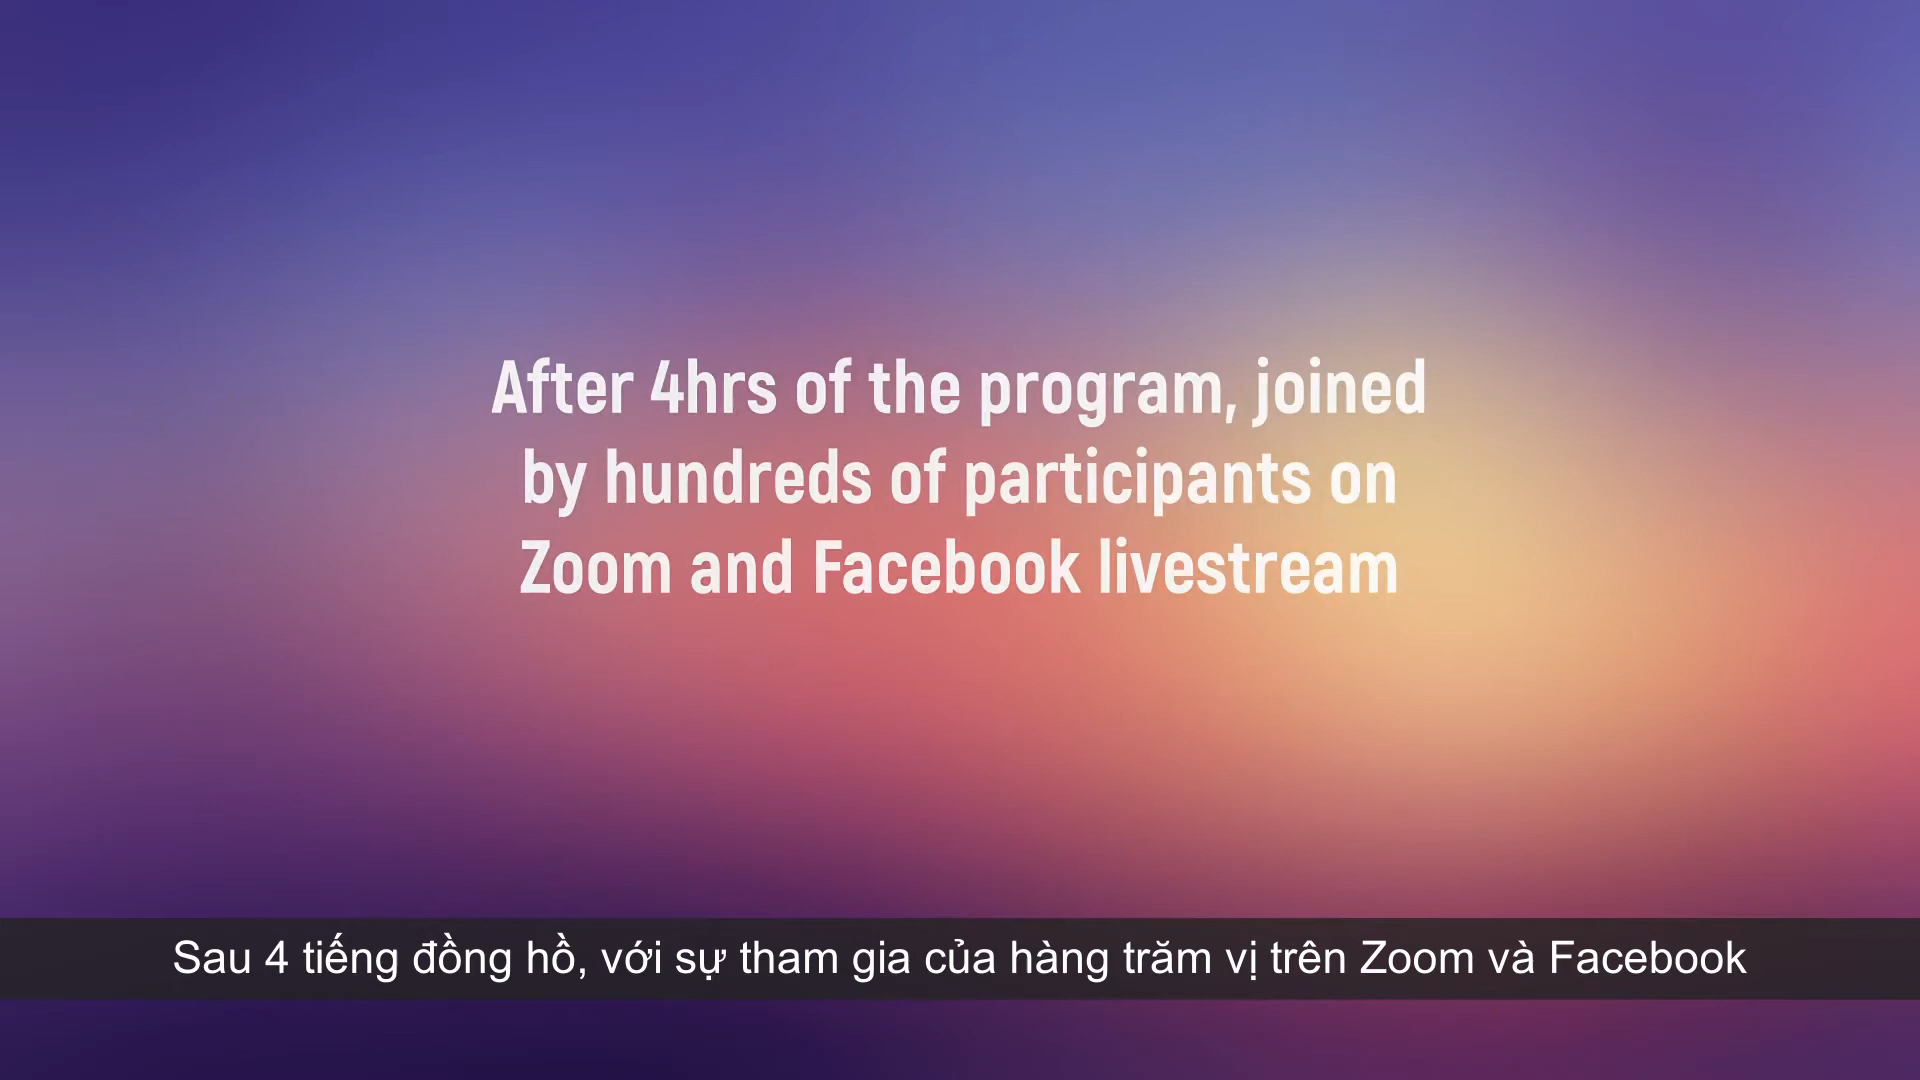 After 4hrs of the program, joined
by hundreds of participants on
Zoom and Facebook livestream
Sau 4 tiếng đồng hồ, với sự tham gia của hàng trăm vị trên Zoom và Facebook